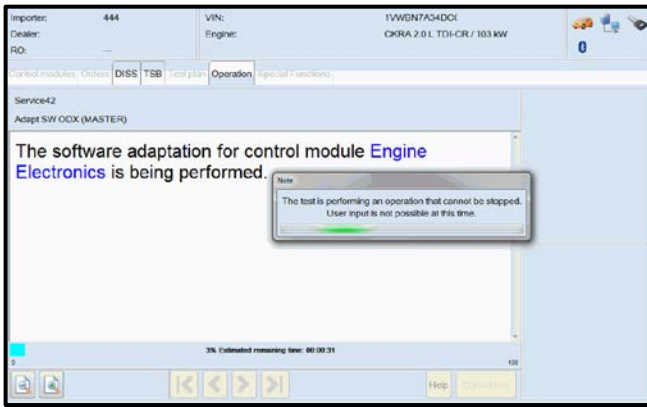 Importer: 444 VIN: 1VWBN7A34DC(
Dealer: Engine: CKRA 2.0 L TDI-CR / 103 kW
RO: ---
0
Control modules Orders DISS TSB Test plan Operation Special Functions
Service42
Adapt SW ODX (MASTER)
The software adaptation for control module Engine
Electronics is being performed.
Note
The test is performing an operation that cannot be stopped.
User input is not possible at this time.
3% Estimated remaining time: 00:00:31
0 100
Help